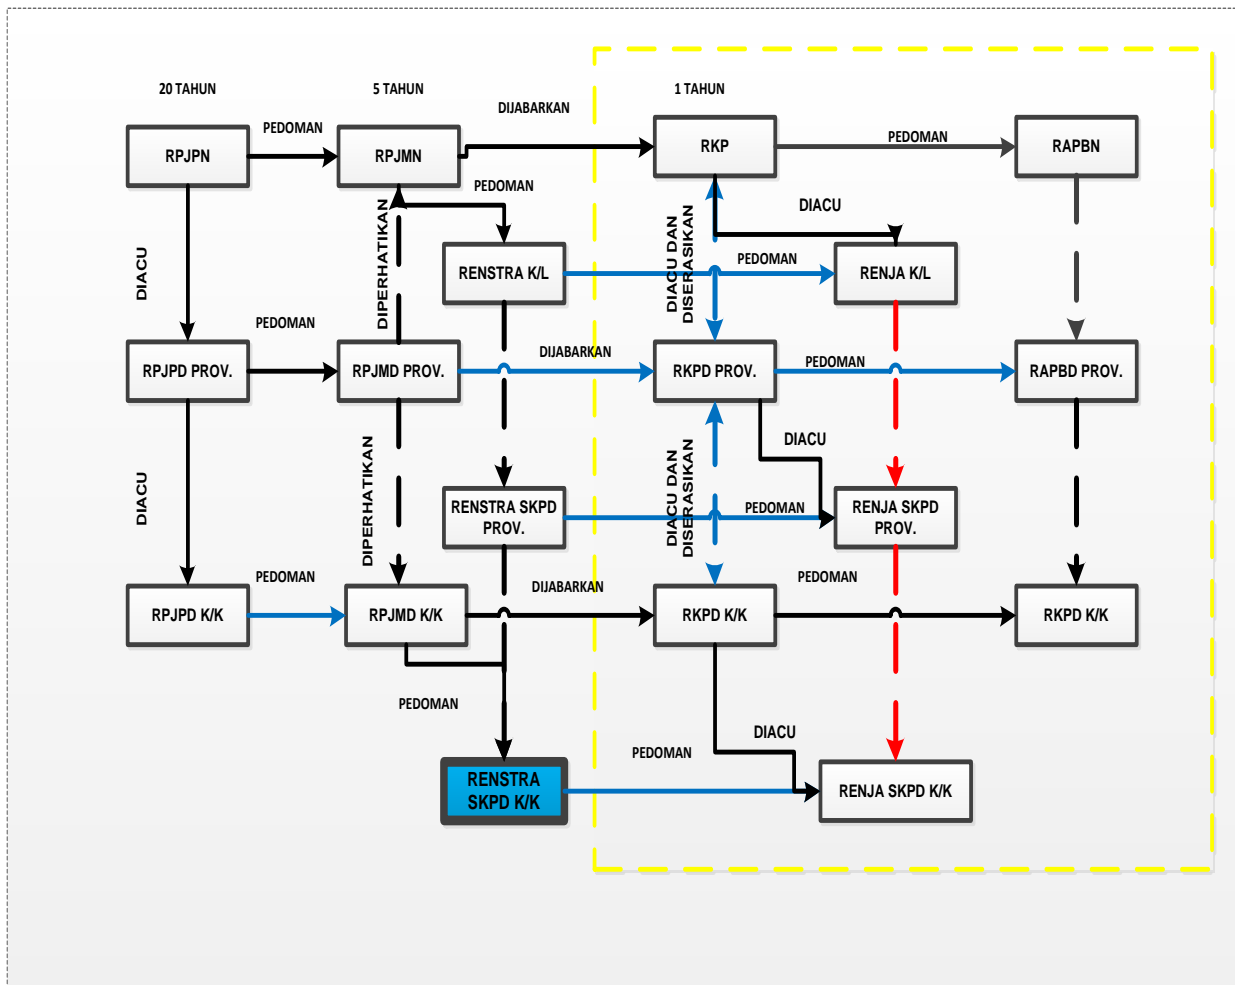 20 TAHUN
5 TAHUN
1 TAHUN
DIJABARKAN
PEDOMAN
PEDOMAN
RPJPN
RPJMN
RKP
RAPBN
PEDOMAN
DIACU
DIACU
DIPERHATIKAN
DIACU DAN
DISERASIKAN
PEDOMAN
RENSTRA K/L
RENJA K/L
PEDOMAN
DIJABARKAN
PEDOMAN
RPJPD PROV.
RPJMD PROV.
RKPD PROV.
RAPBD PROV.
DIACU
DIACU
DIPERHATIKAN
DIACU DAN
DISERASIKAN
RENSTRA SKPD
PROV.
PEDOMAN
RENJA SKPD
PROV.
PEDOMAN
DIJABARKAN
PEDOMAN
RPJPD K/K
RPJMD K/K
RKPD K/K
RKPD K/K
PEDOMAN
DIACU
PEDOMAN
RENSTRA
SKPD K/K
RENJA SKPD K/K